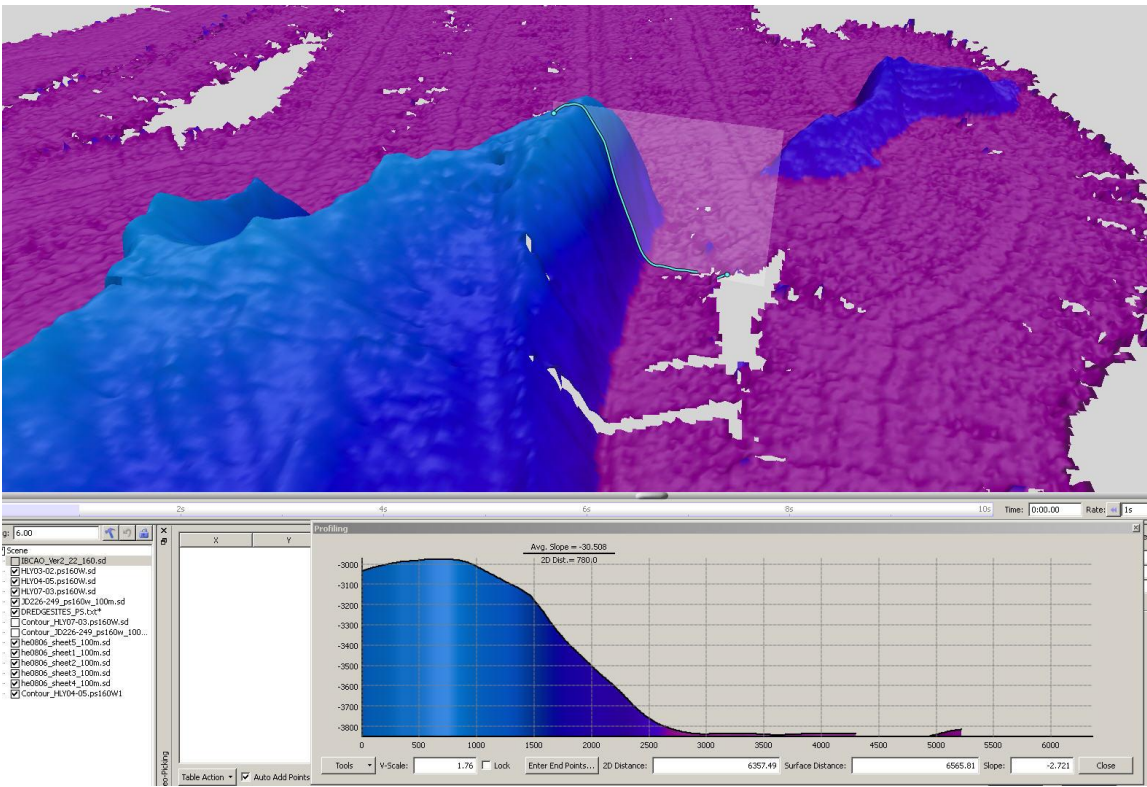 2s 4s 6s 8s 10s Time: 0:00.00 Rate: 1s
g: 6.00
Scene
IBCAO_Ver2_22_160.sd
HLY03-02.ps160W.sd
HLY04-05.ps160W.sd
HLY07-03.ps160W.sd
JD226-249_ps160w_100m.sd
DREDGESITES_PS.txt*
Contour_HLY07-03.ps160W.sd
Contour_JD226-249_ps160w_100...
he0806_sheet5_100m.sd
he0806_sheet1_100m.sd
he0806_sheet2_100m.sd
he0806_sheet3_100m.sd
he0806_sheet4_100m.sd
Contour_HLY04-05.ps160W1
X Y
eo-Picking
Table Action Auto Add Points
Profiling
Avg. Slope = -30.508
2D Dist.= 780.0
-3000
-3100
-3200
-3300
-3400
-3500
-3600
-3700
-3800
0 500 1000 1500 2000 2500 3000 3500 4000 4500 5000 5500 6000
Tools V-Scale: 1.76 Lock Enter End Points... 2D Distance: 6357.49 Surface Distance: 6565.81 Slope: -2.721 Close